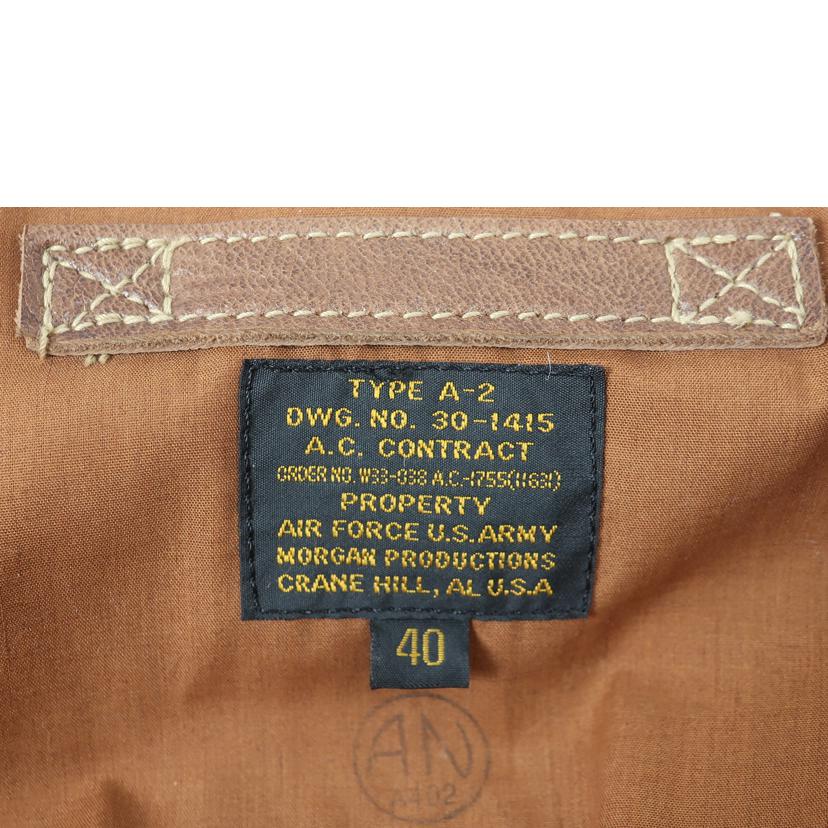 TYPE A-2
DWG. NO. 30-1415
A.C. CONTRACT
ORDER NO. W33-038 A.C.-1755(11631)
PROPERTY
AIR FORCE U.S.ARMY
MORGAN PRODUCTIONS
CRANE HILL, AL U.S.A
40
AN